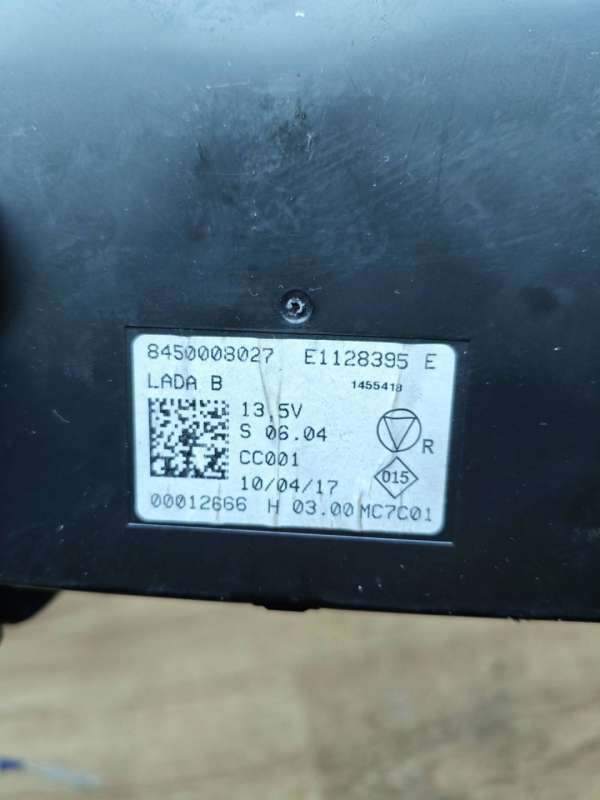 8450008027 E1128395 E
LADA B 1455418
13,5V
S 06.04
R
CC001
015
10/04/17
00012666 H 03.00 MC7C01